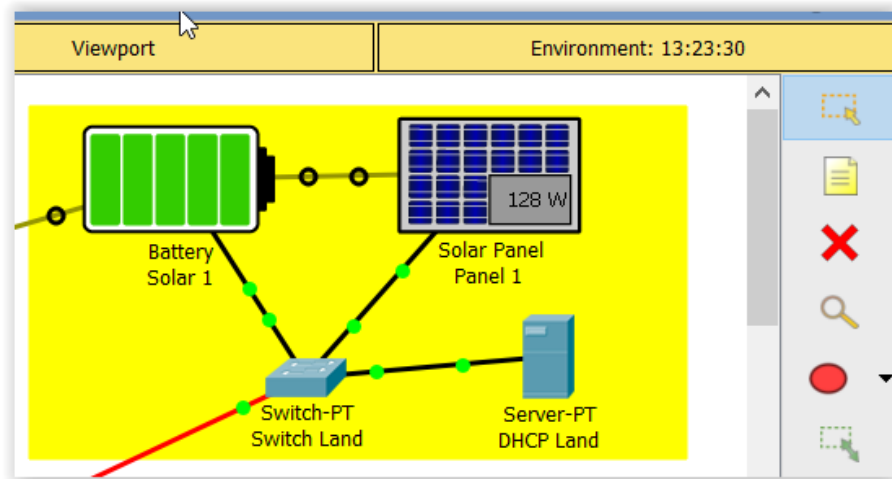 Viewport
Environment: 13:23:30
128 W
Battery
Solar 1
Solar Panel
Panel 1
Switch-PT
Switch Land
Server-PT
DHCP Land